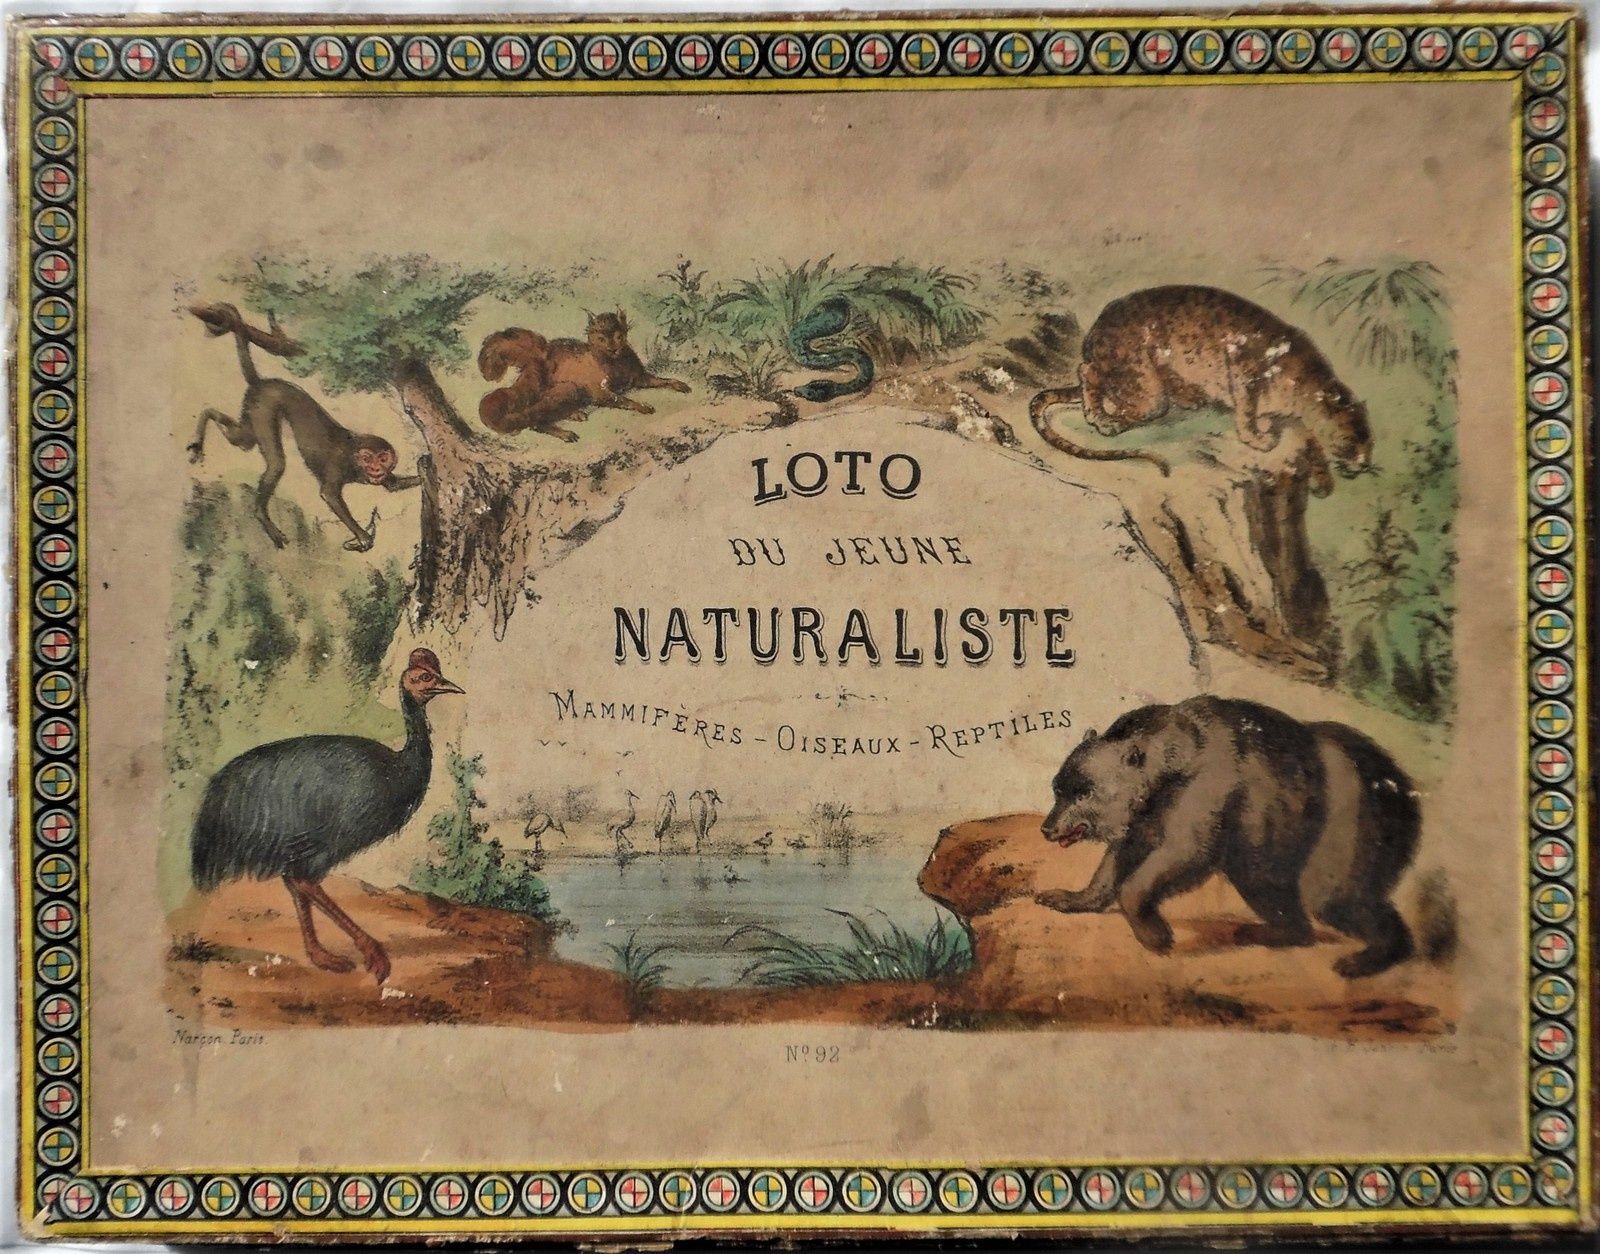 LOTO
DU JEUNE
NATURALISTE
MAMMIFÈRES - OISEAUX - REPTILES
Narçon Paris.
Nº 92